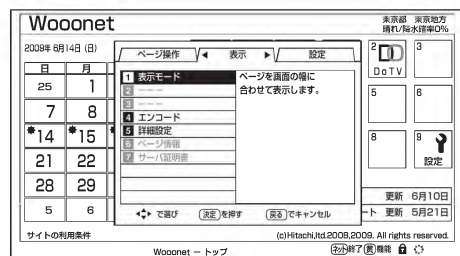 Wooonet
東京都 東京地方
晴れ/降水確率0%
2009年 6月14日 (日)
ページ操作 ◀ 表示 ▶ 設定
日 月
25 1
7 8
14 15
21 22
28 29
5 6
1 表示モード
2 ---
3 ---
4 エンコード
5 詳細設定
6 ページ情報
7 サーバ証明書
ページを画面の幅に
合わせて表示します。
で選び 決定を押す 戻るでキャンセル
2 DoTV
3
5
6
8
9 設定
更新 6月10日
ート 更新 5月21日
サイトの利用条件
(c)Hitachi,ltd.2008,2009. All rights reserved.
Wooonet − トップ
ネット終了 黄機能